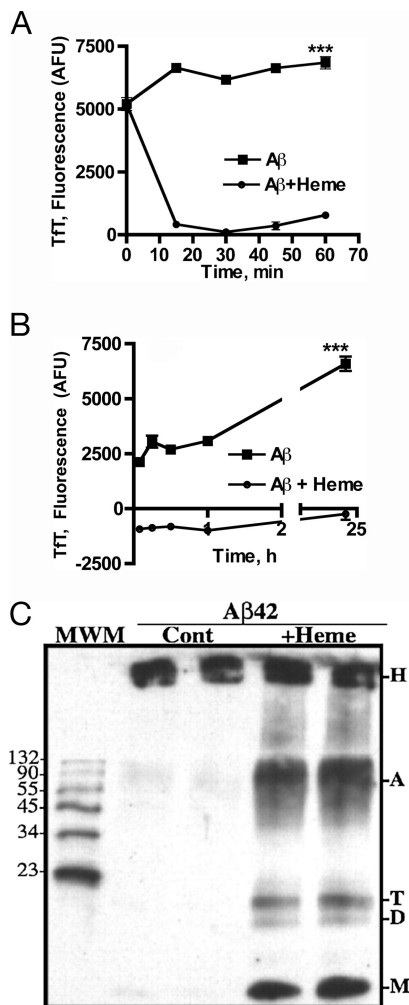 A
TfT, Fluorescence (AFU)
7500
5000
2500
0
***
Aβ
Aβ+Heme
0 10 20 30 40 50 60 70
Time, min
B
TfT, Fluorescence (AFU)
7500
5000
2500
0
-2500
***
Aβ
Aβ + Heme
1 2 25
Time, h
C
Aβ42
MWM Cont +Heme
132-
90-
55-
45-
34-
23-
-H
-A
-T
-D
-M